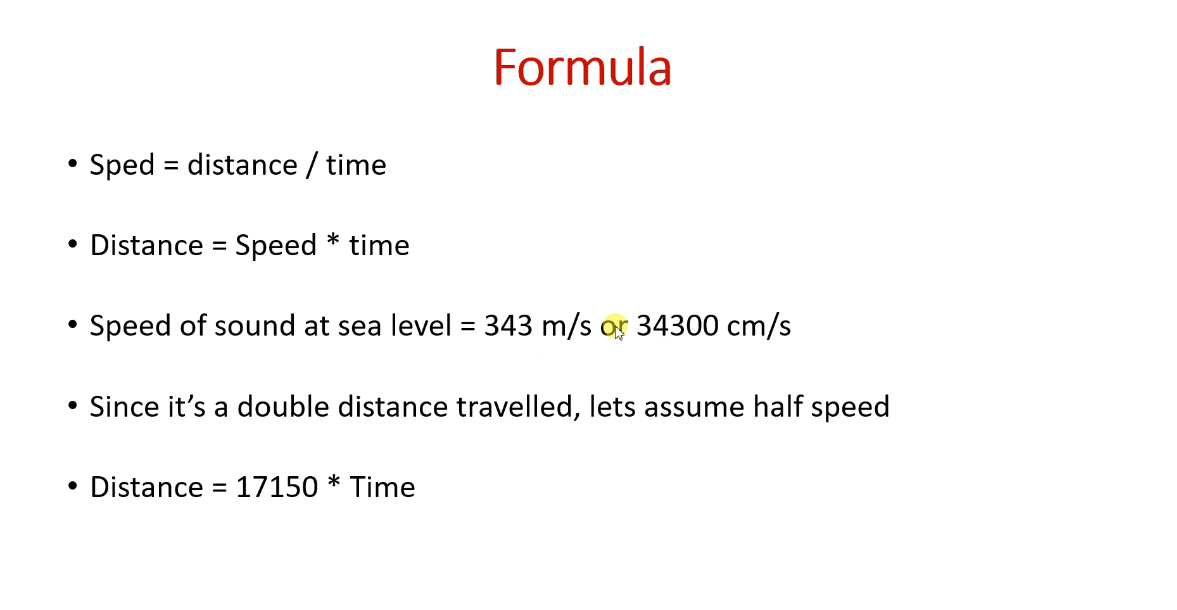 Formula
• Sped = distance / time
• Distance = Speed * time
• Speed of sound at sea level = 343 m/s or 34300 cm/s
• Since it’s a double distance travelled, lets assume half speed
• Distance = 17150 * Time